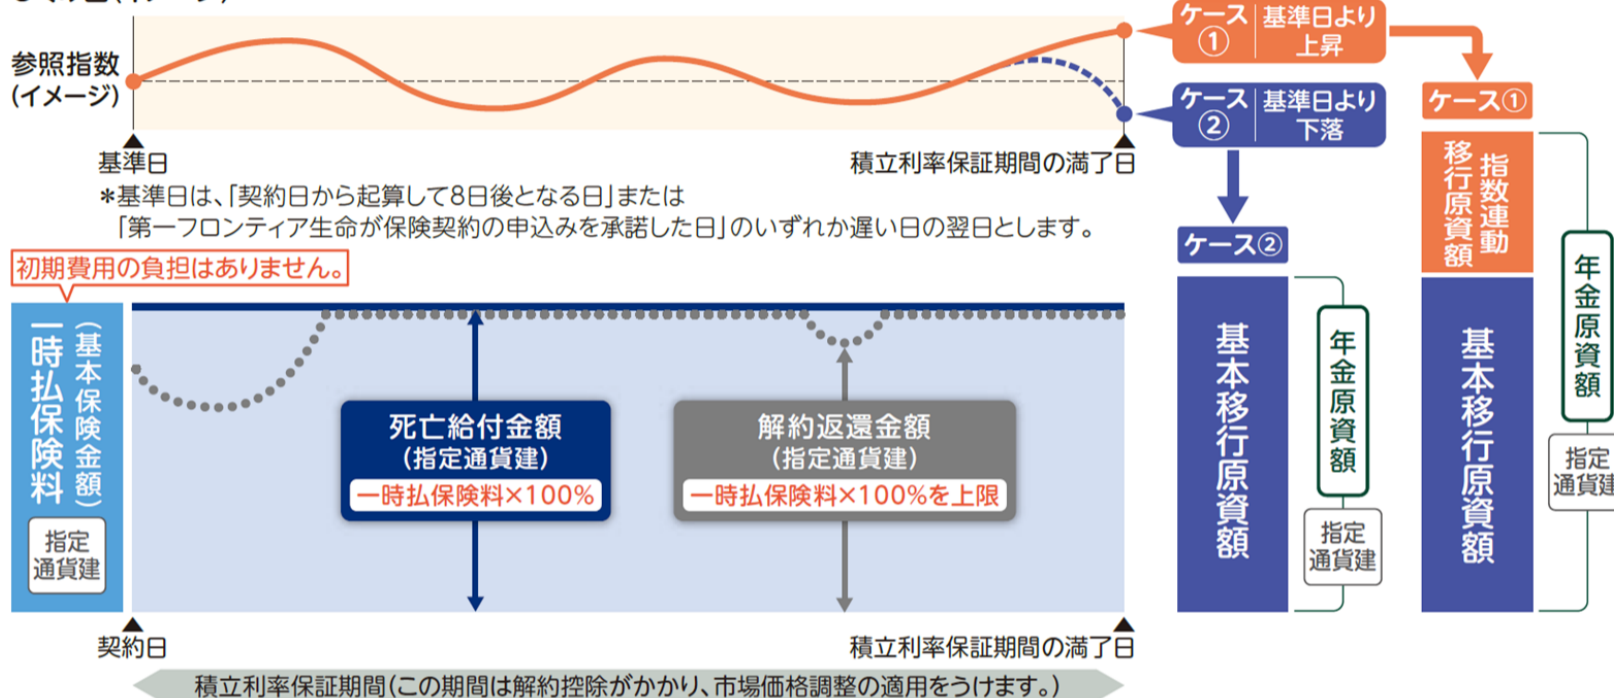 参照指数
(イメージ)
ケース①
基準日より
上昇
ケース②
基準日より
下落
基準日
積立利率保証期間の満了日
*基準日は、「契約日から起算して8日後となる日」または
「第一フロンティア生命が保険契約の申込みを承諾した日」のいずれか遅い日の翌日とします。
初期費用の負担はありません。
一時払保険料
(基本保険金額)
指定
通貨建
死亡給付金額
(指定通貨建)
一時払保険料×100%
解約返還金額
(指定通貨建)
一時払保険料×100%を上限
契約日
積立利率保証期間の満了日
積立利率保証期間(この期間は解約控除がかかり、市場価格調整の適用をうけます。)
ケース②
基本移行原資額
年金原資額
指定
通貨建
ケース①
指数連動
移行原資額
基本移行原資額
年金原資額
指定
通貨建